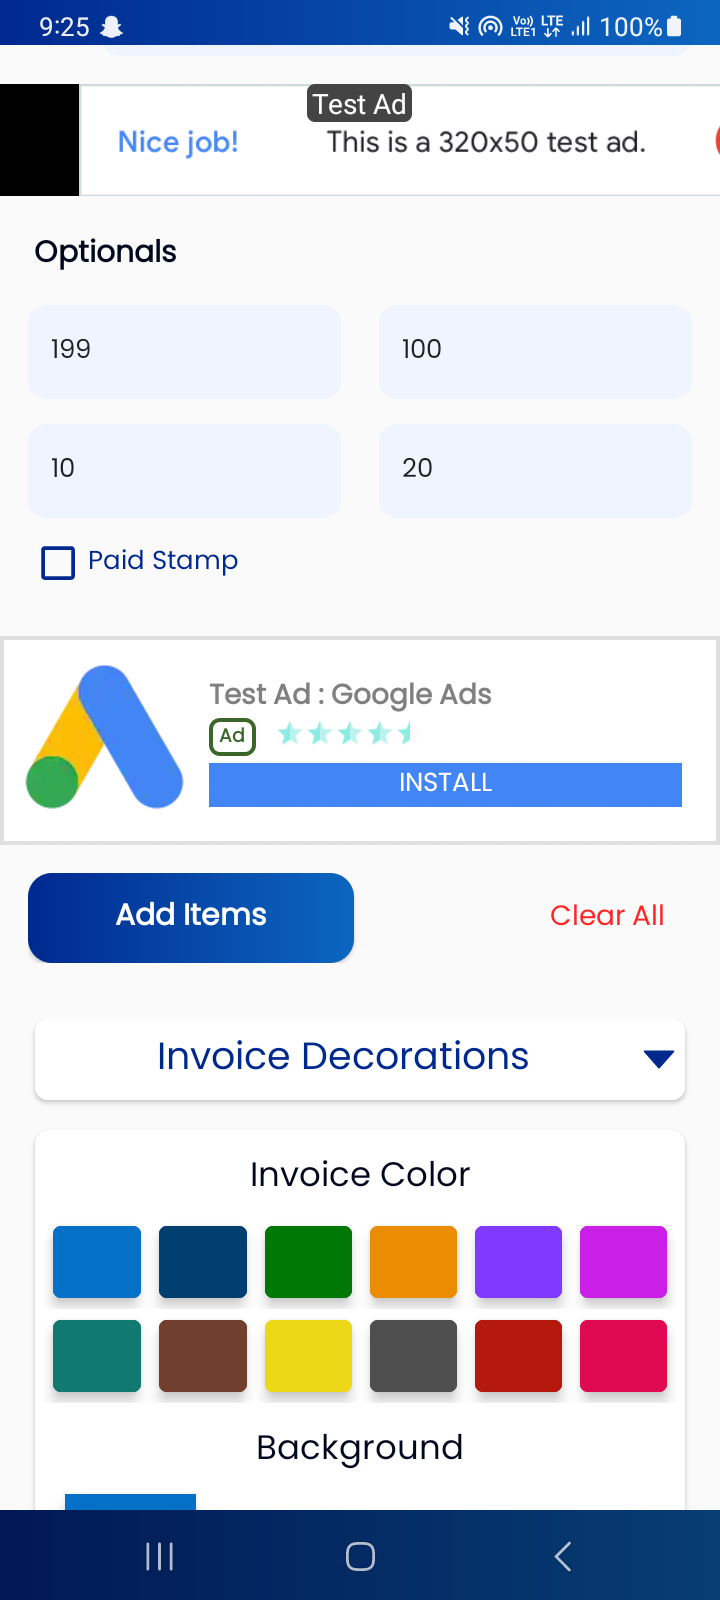 9:25
Vo)) LTE1 LTE 100%
Test Ad
Nice job! This is a 320x50 test ad.
Optionals
199 100
10 20
Paid Stamp
Test Ad : Google Ads
Ad
INSTALL
Add Items Clear All
Invoice Decorations
Invoice Color
Background